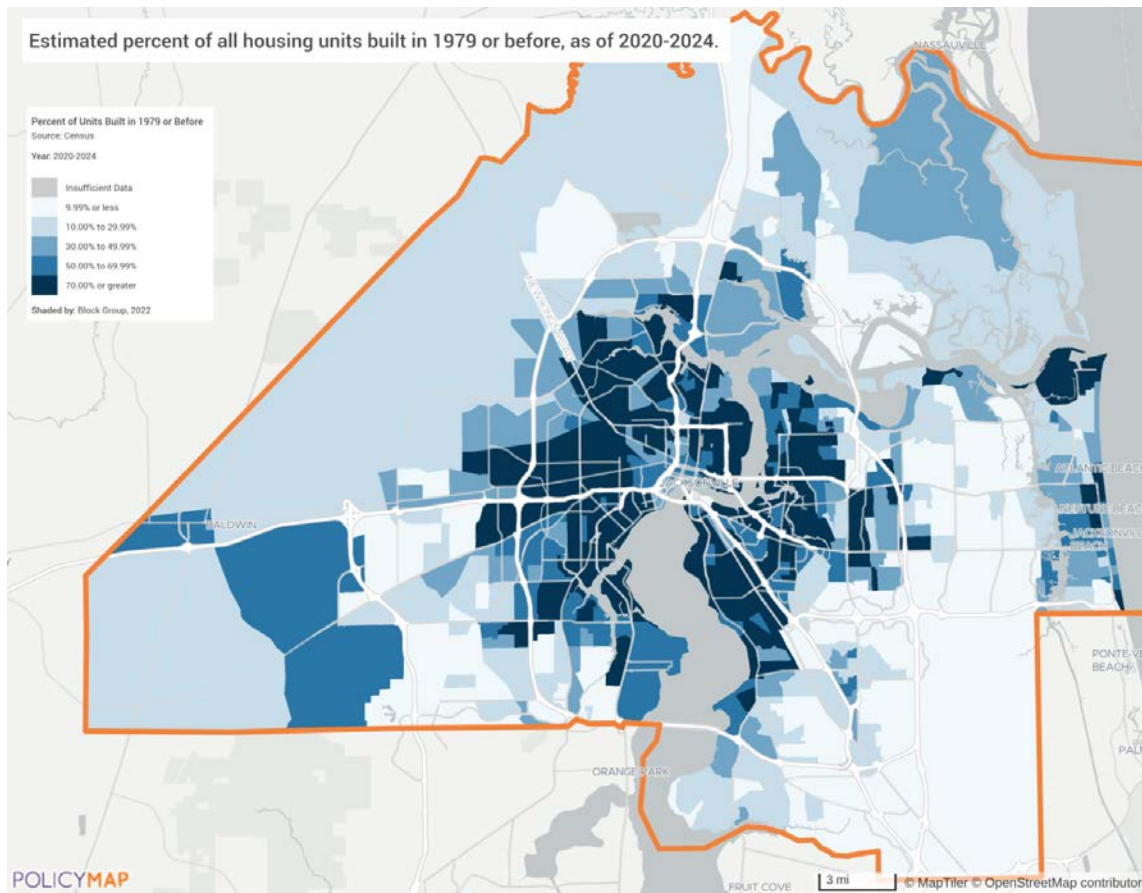 Estimated percent of all housing units built in 1979 or before, as of 2020-2024.
NASSAUVILLE
Percent of Units Built in 1979 or Before
Source: Census
Year: 2020-2024
Insufficient Data
9.99% or less
10.00% to 29.99%
30.00% to 49.99%
50.00% to 69.99%
70.00% or greater
Shaded by: Block Group, 2022
ATLANTIC BEACH
JACKSONVILLE
NEPTUNE BEACH
BALDWIN
JACKSONVILLE
BEACH
PONTE VE
BEACH
PAL
ORANGE PARK
POLICYMAP
3 mi
© MapTiler © OpenStreetMap contributor
FRUIT COVE